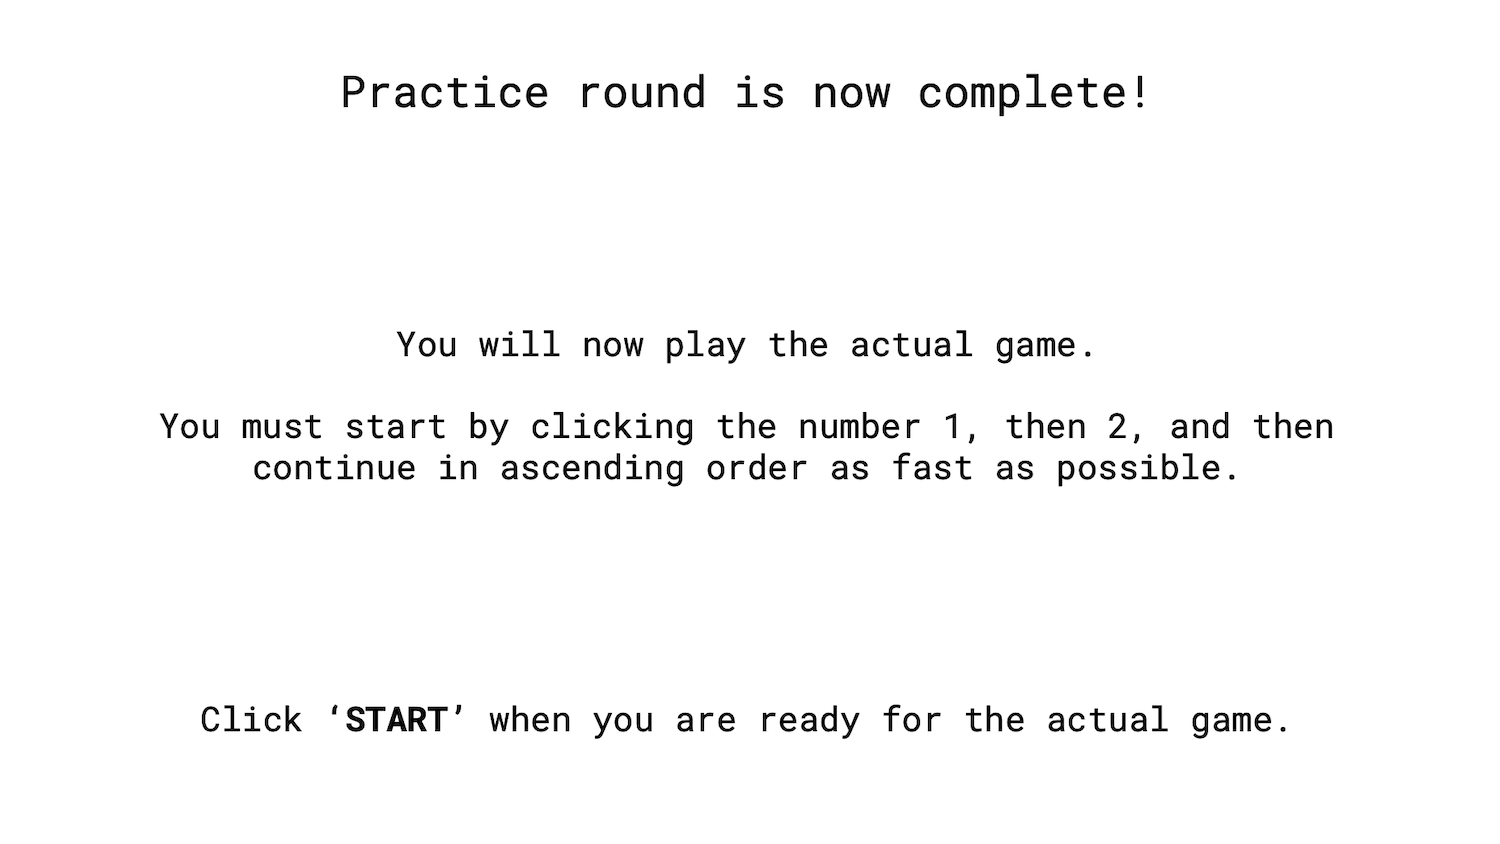 Practice round is now complete!
You will now play the actual game.
You must start by clicking the number 1, then 2, and then
continue in ascending order as fast as possible.
Click ‘START’ when you are ready for the actual game.